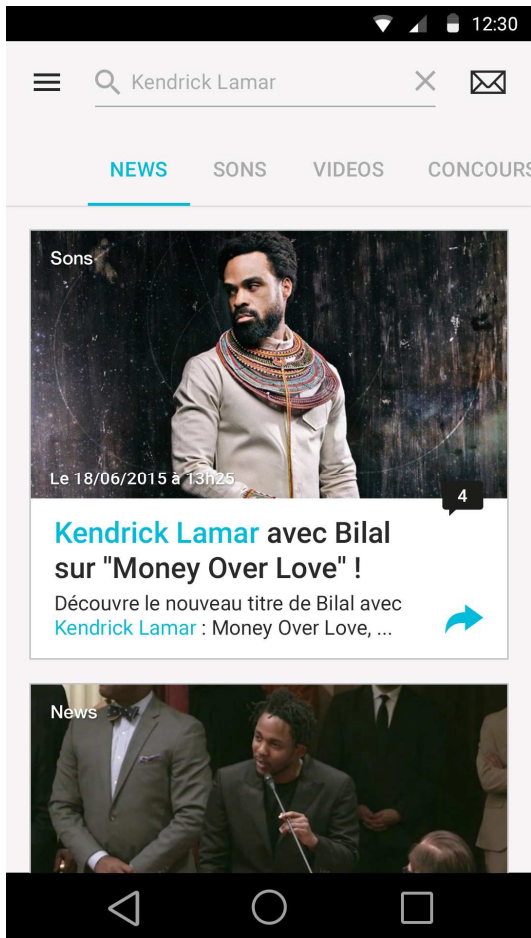 12:30
Kendrick Lamar
NEWS SONS VIDEOS CONCOURS
Sons
Le 18/06/2015 à 13h25
4
Kendrick Lamar avec Bilal
sur "Money Over Love" !
Découvre le nouveau titre de Bilal avec
Kendrick Lamar : Money Over Love, ...
News